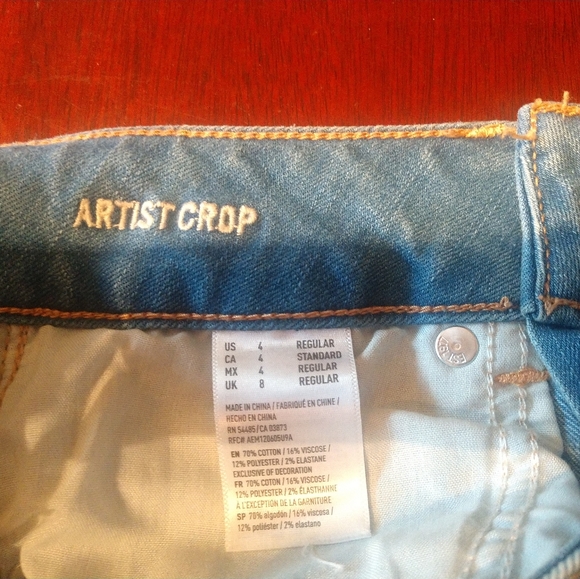 ARTIST CROP
US 4 REGULAR
CA 4 STANDARD
MX 4 REGULAR
UK 8 REGULAR
MADE IN CHINA / FABRIQUÉ EN CHINE /
HECHO EN CHINA
RN 54485/CA 03873
RFC# AEM120605U9A
EN 70% COTTON / 16% VISCOSE /
12% POLYESTER / 2% ELASTANE
EXCLUSIVE OF DECORATION
FR 70% COTON / 16% VISCOSE /
12% POLYESTER / 2% ÉLASTHANNE
À L'EXCEPTION DE LA GARNITURE
SP 70% algodón / 16% viscosa /
12% poliéster / 2% elastano